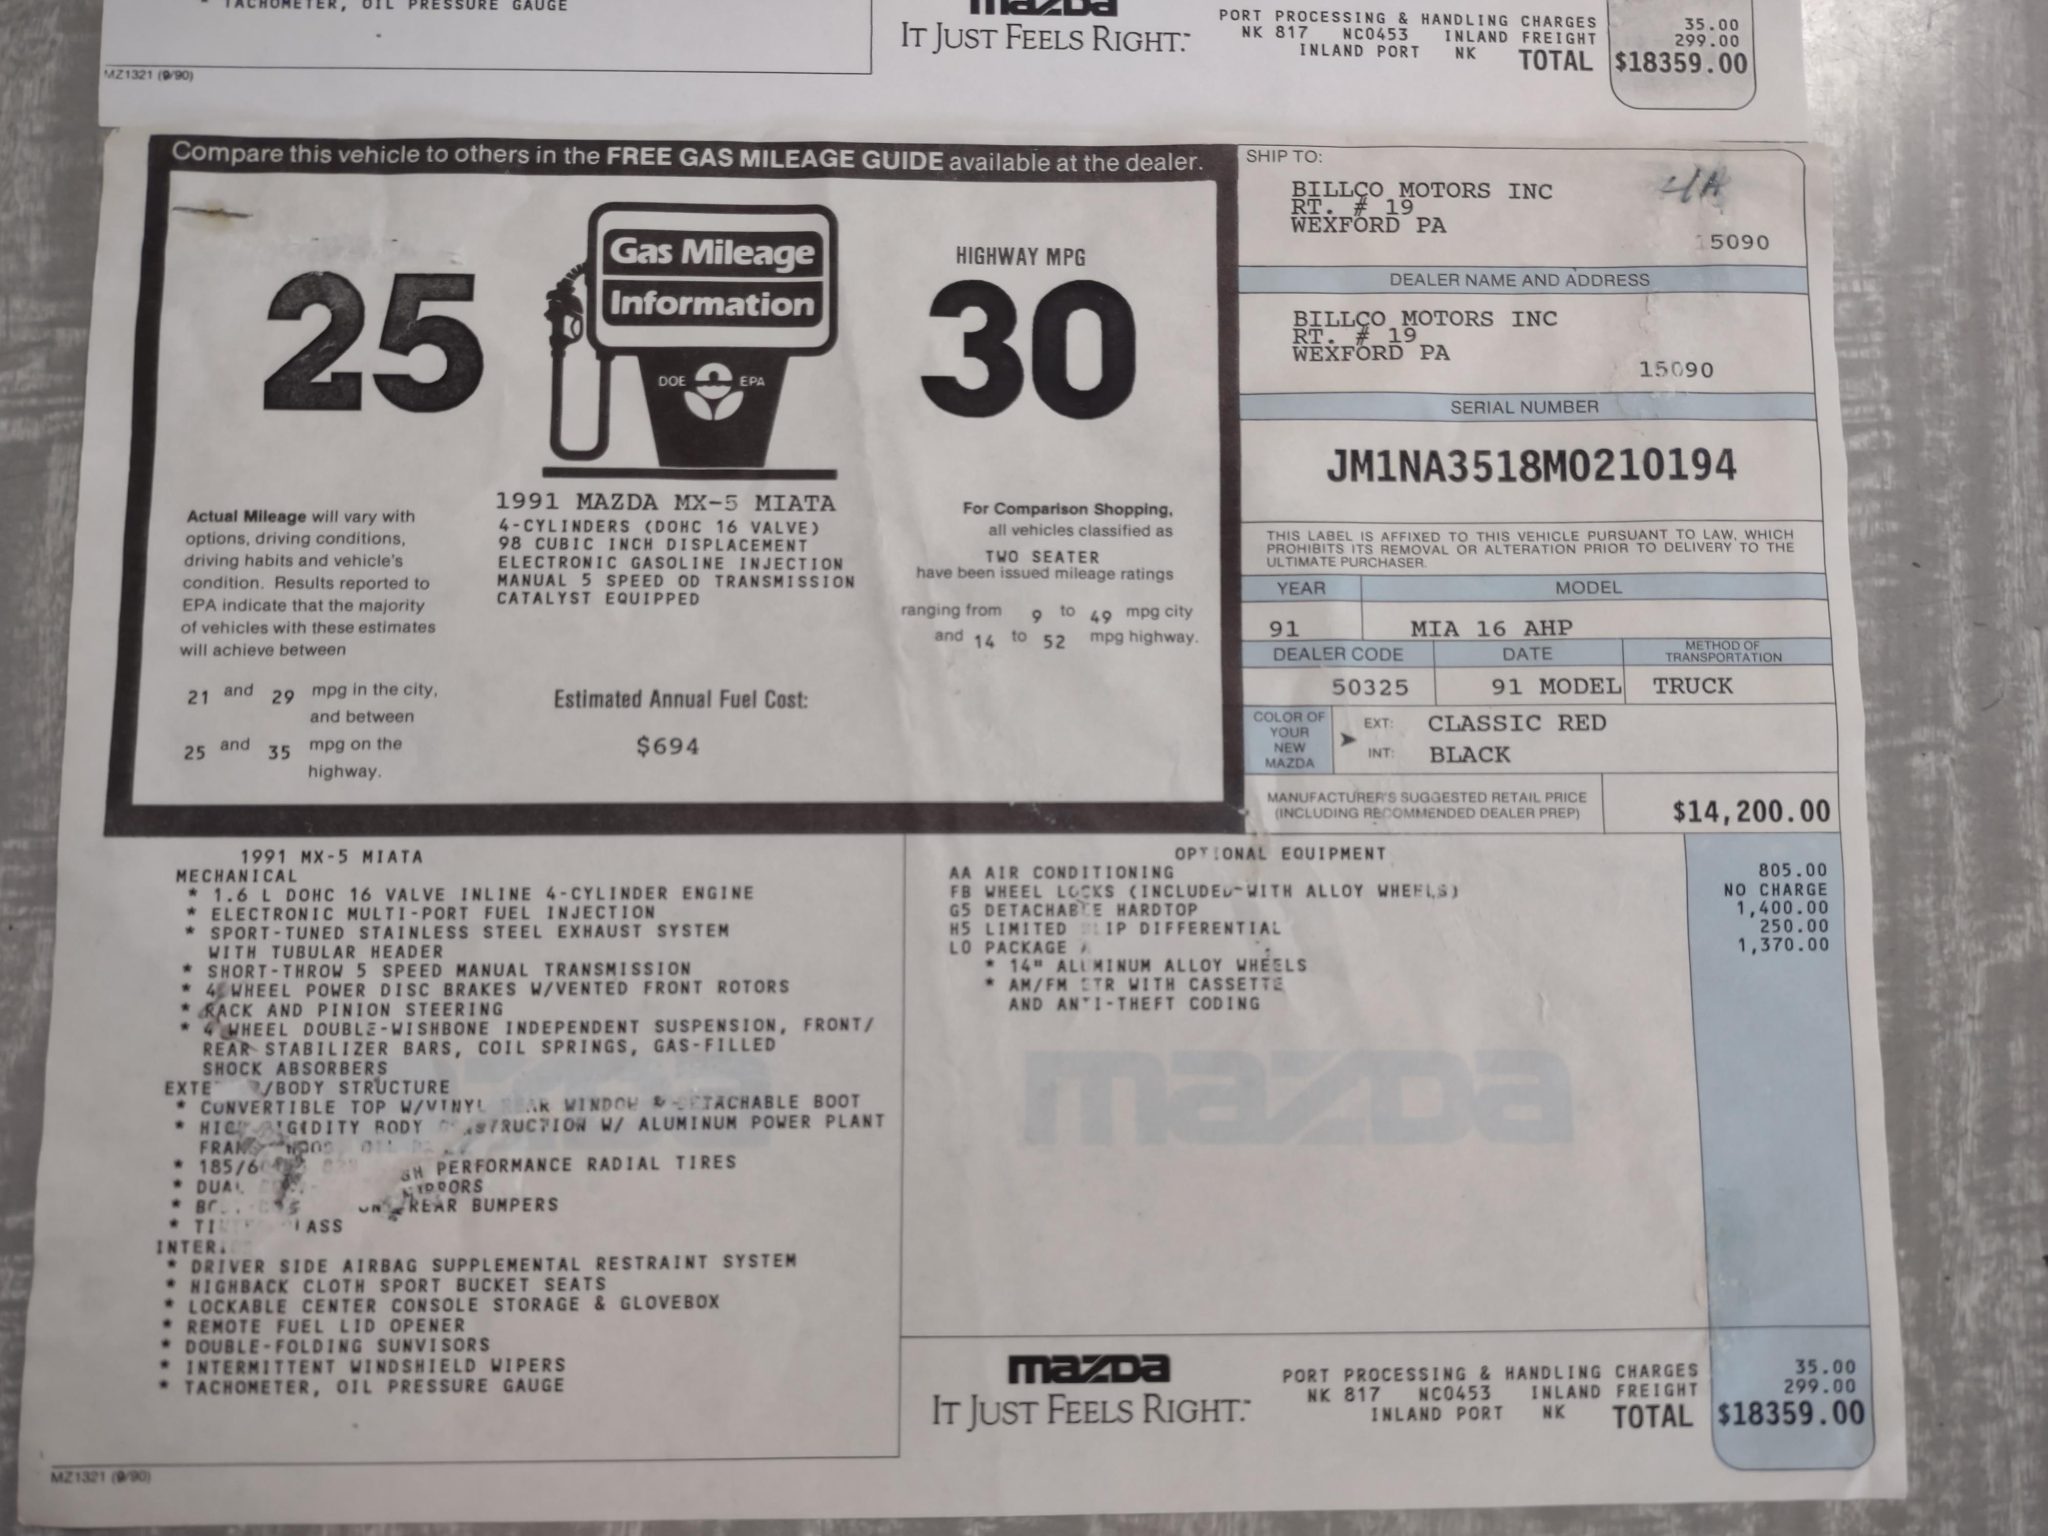 * TACHOMETER, OIL PRESSURE GAUGE
MZ1321 (9/90)
mazda
IT JUST FEELS RIGHT.™
PORT PROCESSING & HANDLING CHARGES 35.00
NK 817 NC0453 INLAND FREIGHT 299.00
INLAND PORT NK TOTAL $18359.00
Compare this vehicle to others in the FREE GAS MILEAGE GUIDE available at the dealer.
25
Gas Mileage
Information
DOE EPA
HIGHWAY MPG
30
Actual Mileage will vary with
options, driving conditions,
driving habits and vehicle's
condition. Results reported to
EPA indicate that the majority
of vehicles with these estimates
will achieve between
21 and 29 mpg in the city,
and between
25 and 35 mpg on the
highway.
1991 MAZDA MX-5 MIATA
4-CYLINDERS (DOHC 16 VALVE)
98 CUBIC INCH DISPLACEMENT
ELECTRONIC GASOLINE INJECTION
MANUAL 5 SPEED OD TRANSMISSION
CATALYST EQUIPPED
Estimated Annual Fuel Cost:
$694
For Comparison Shopping,
all vehicles classified as
TWO SEATER
have been issued mileage ratings
ranging from 9 to 49 mpg city
and 14 to 52 mpg highway.
SHIP TO:
BILLCO MOTORS INC
RT. # 19
WEXFORD PA
15090
DEALER NAME AND ADDRESS
BILLCO MOTORS INC
RT. # 19
WEXFORD PA
15090
SERIAL NUMBER
JM1NA3518M0210194
THIS LABEL IS AFFIXED TO THIS VEHICLE PURSUANT TO LAW, WHICH
PROHIBITS ITS REMOVAL OR ALTERATION PRIOR TO DELIVERY TO THE
ULTIMATE PURCHASER.
YEAR MODEL
91 MIA 16 AHP
DEALER CODE DATE METHOD OF TRANSPORTATION
50325 91 MODEL TRUCK
COLOR OF
YOUR
NEW
MAZDA
EXT: CLASSIC RED
INT: BLACK
MANUFACTURER'S SUGGESTED RETAIL PRICE
(INCLUDING RECOMMENDED DEALER PREP)
$14,200.00
1991 MX-5 MIATA
MECHANICAL
* 1.6 L DOHC 16 VALVE INLINE 4-CYLINDER ENGINE
* ELECTRONIC MULTI-PORT FUEL INJECTION
* SPORT-TUNED STAINLESS STEEL EXHAUST SYSTEM
WITH TUBULAR HEADER
* SHORT-THROW 5 SPEED MANUAL TRANSMISSION
* 4 WHEEL POWER DISC BRAKES W/VENTED FRONT ROTORS
* RACK AND PINION STEERING
* 4 WHEEL DOUBLE-WISHBONE INDEPENDENT SUSPENSION, FRONT/
REAR STABILIZER BARS, COIL SPRINGS, GAS-FILLED
SHOCK ABSORBERS
/BODY STRUCTURE
* CONVERTIBLE TOP W/VINYL REAR WINDOW & DETACHABLE BOOT
* HIGH RIGIDITY BODY CONSTRUCTION W/ ALUMINUM POWER PLANT
* PERFORMANCE RADIAL TIRES
* DUAL MIRRORS
* REAR BUMPERS
*
INTERIOR
* DRIVER SIDE AIRBAG SUPPLEMENTAL RESTRAINT SYSTEM
* HIGHBACK CLOTH SPORT BUCKET SEATS
* LOCKABLE CENTER CONSOLE STORAGE & GLOVEBOX
* REMOTE FUEL LID OPENER
* DOUBLE-FOLDING SUNVISORS
* INTERMITTENT WINDSHIELD WIPERS
* TACHOMETER, OIL PRESSURE GAUGE
OPTIONAL EQUIPMENT
AA AIR CONDITIONING 805.00
FB WHEEL LOCKS (INCLUDED WITH ALLOY WHEELS) NO CHARGE
G5 DETACHABLE HARDTOP 1,400.00
H5 LIMITED SLIP DIFFERENTIAL 250.00
LO PACKAGE A 1,370.00
* 14" ALUMINUM ALLOY WHEELS
* AM/FM ETR WITH CASSETTE
AND ANTI-THEFT CODING
mazda
mazda
IT JUST FEELS RIGHT.™
PORT PROCESSING & HANDLING CHARGES 35.00
NK 817 NC0453 INLAND FREIGHT 299.00
INLAND PORT NK TOTAL $18359.00
MZ1321 (9/90)